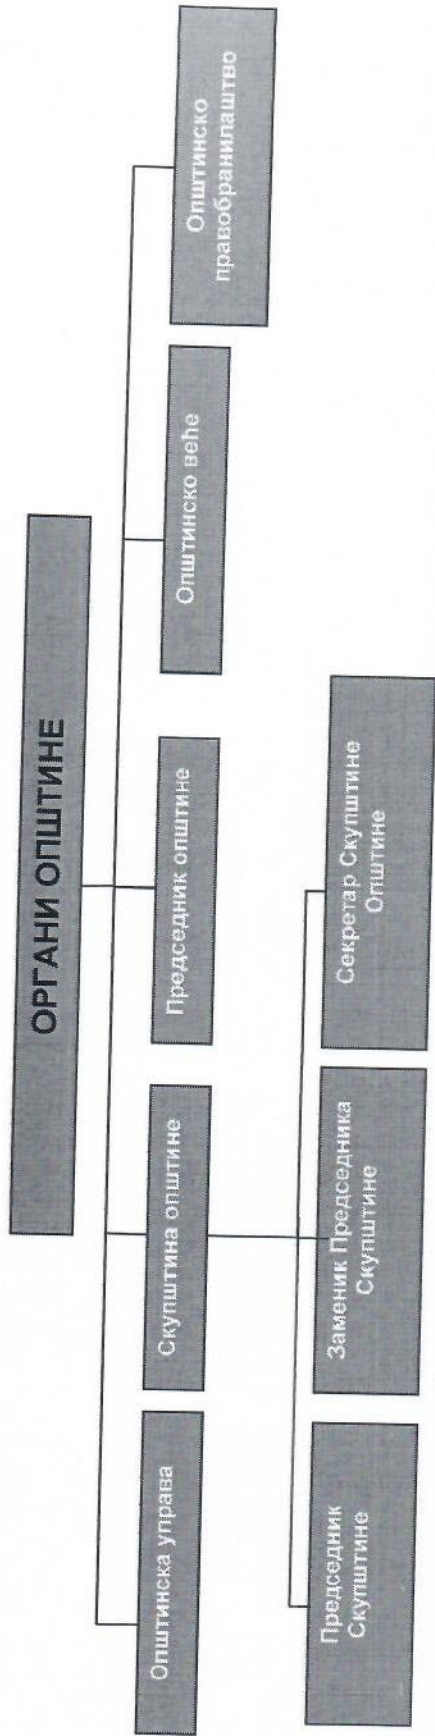 ОРГАНИ ОПШТИНЕ
Општинска управа
Скупштина општине
Председник општине
Општинско веће
Општинско
правобранилаштво
Председник
Скупштине
Заменик Председника
Скупштине
Секретар Скупштине
Општине